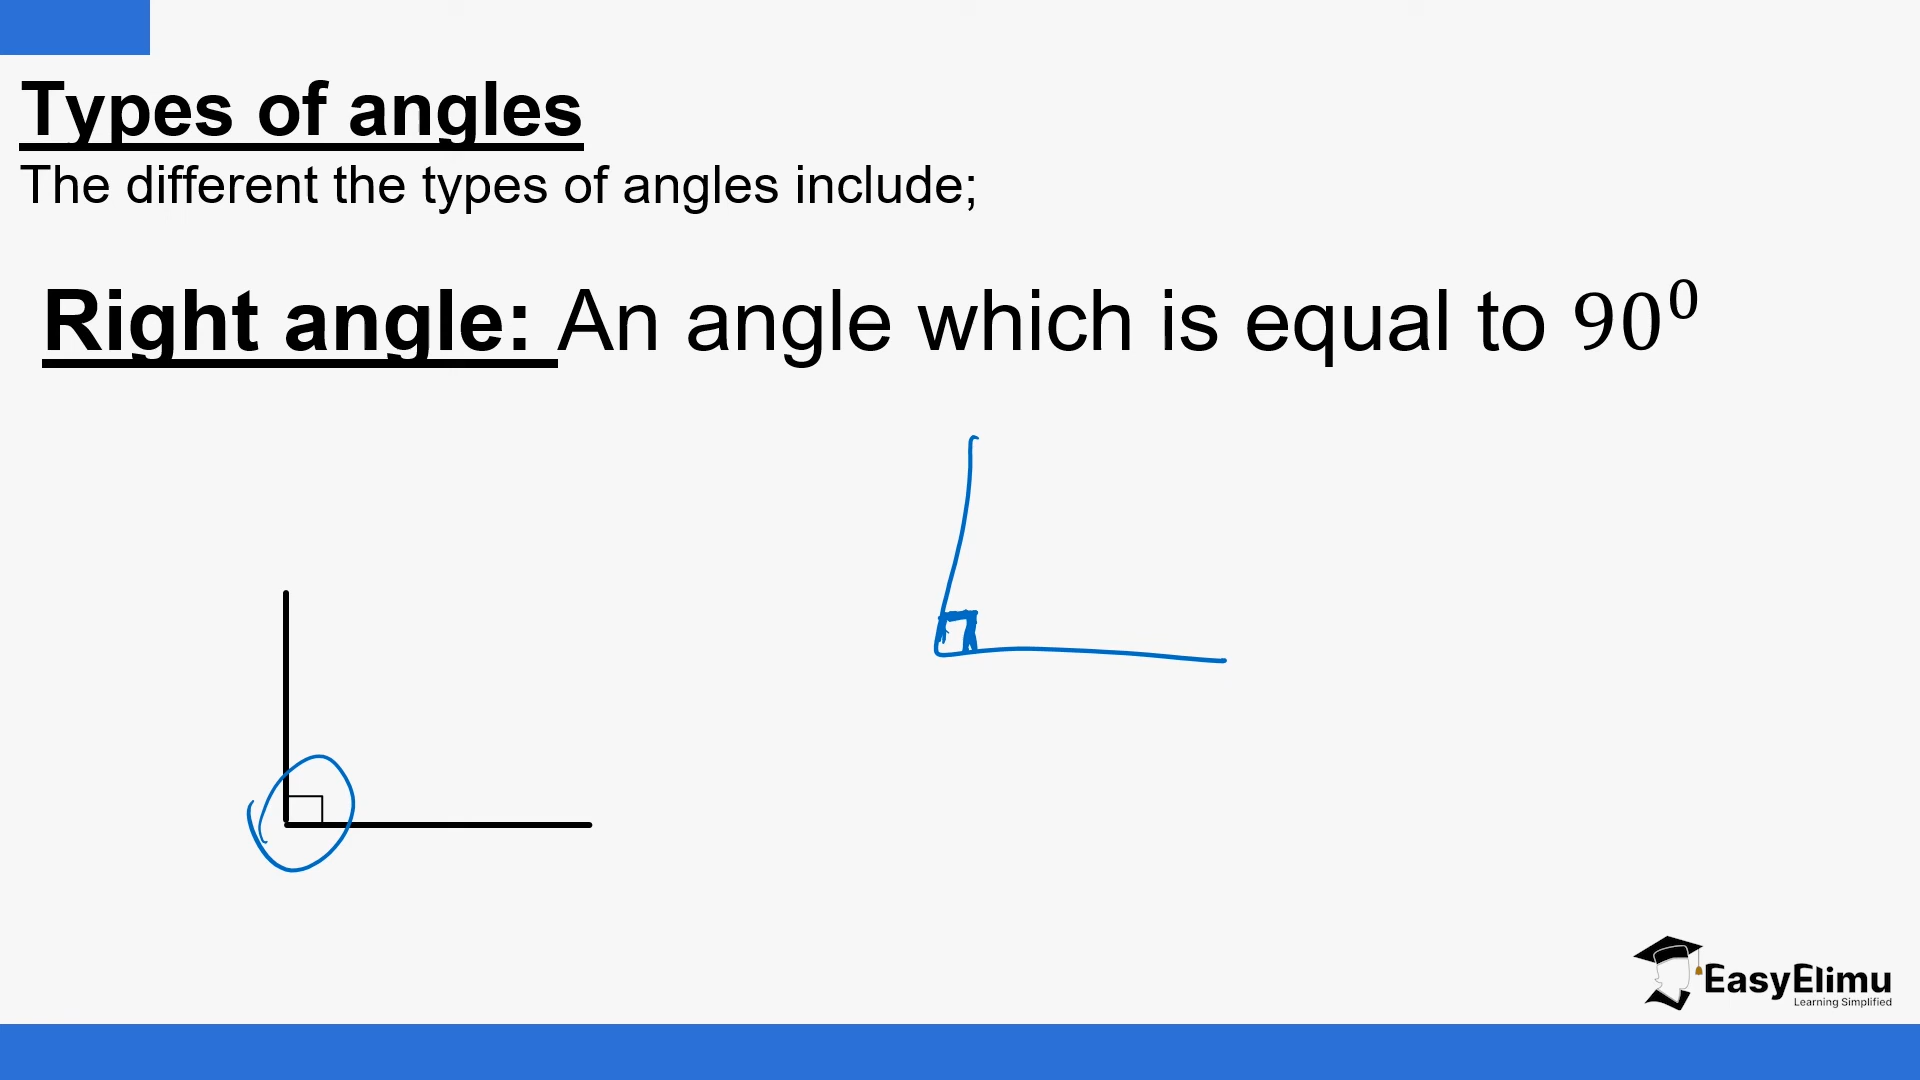 Types of angles
The different the types of angles include;
Right angle: An angle which is equal to 90⁰
EasyElimu
Learning Simplified